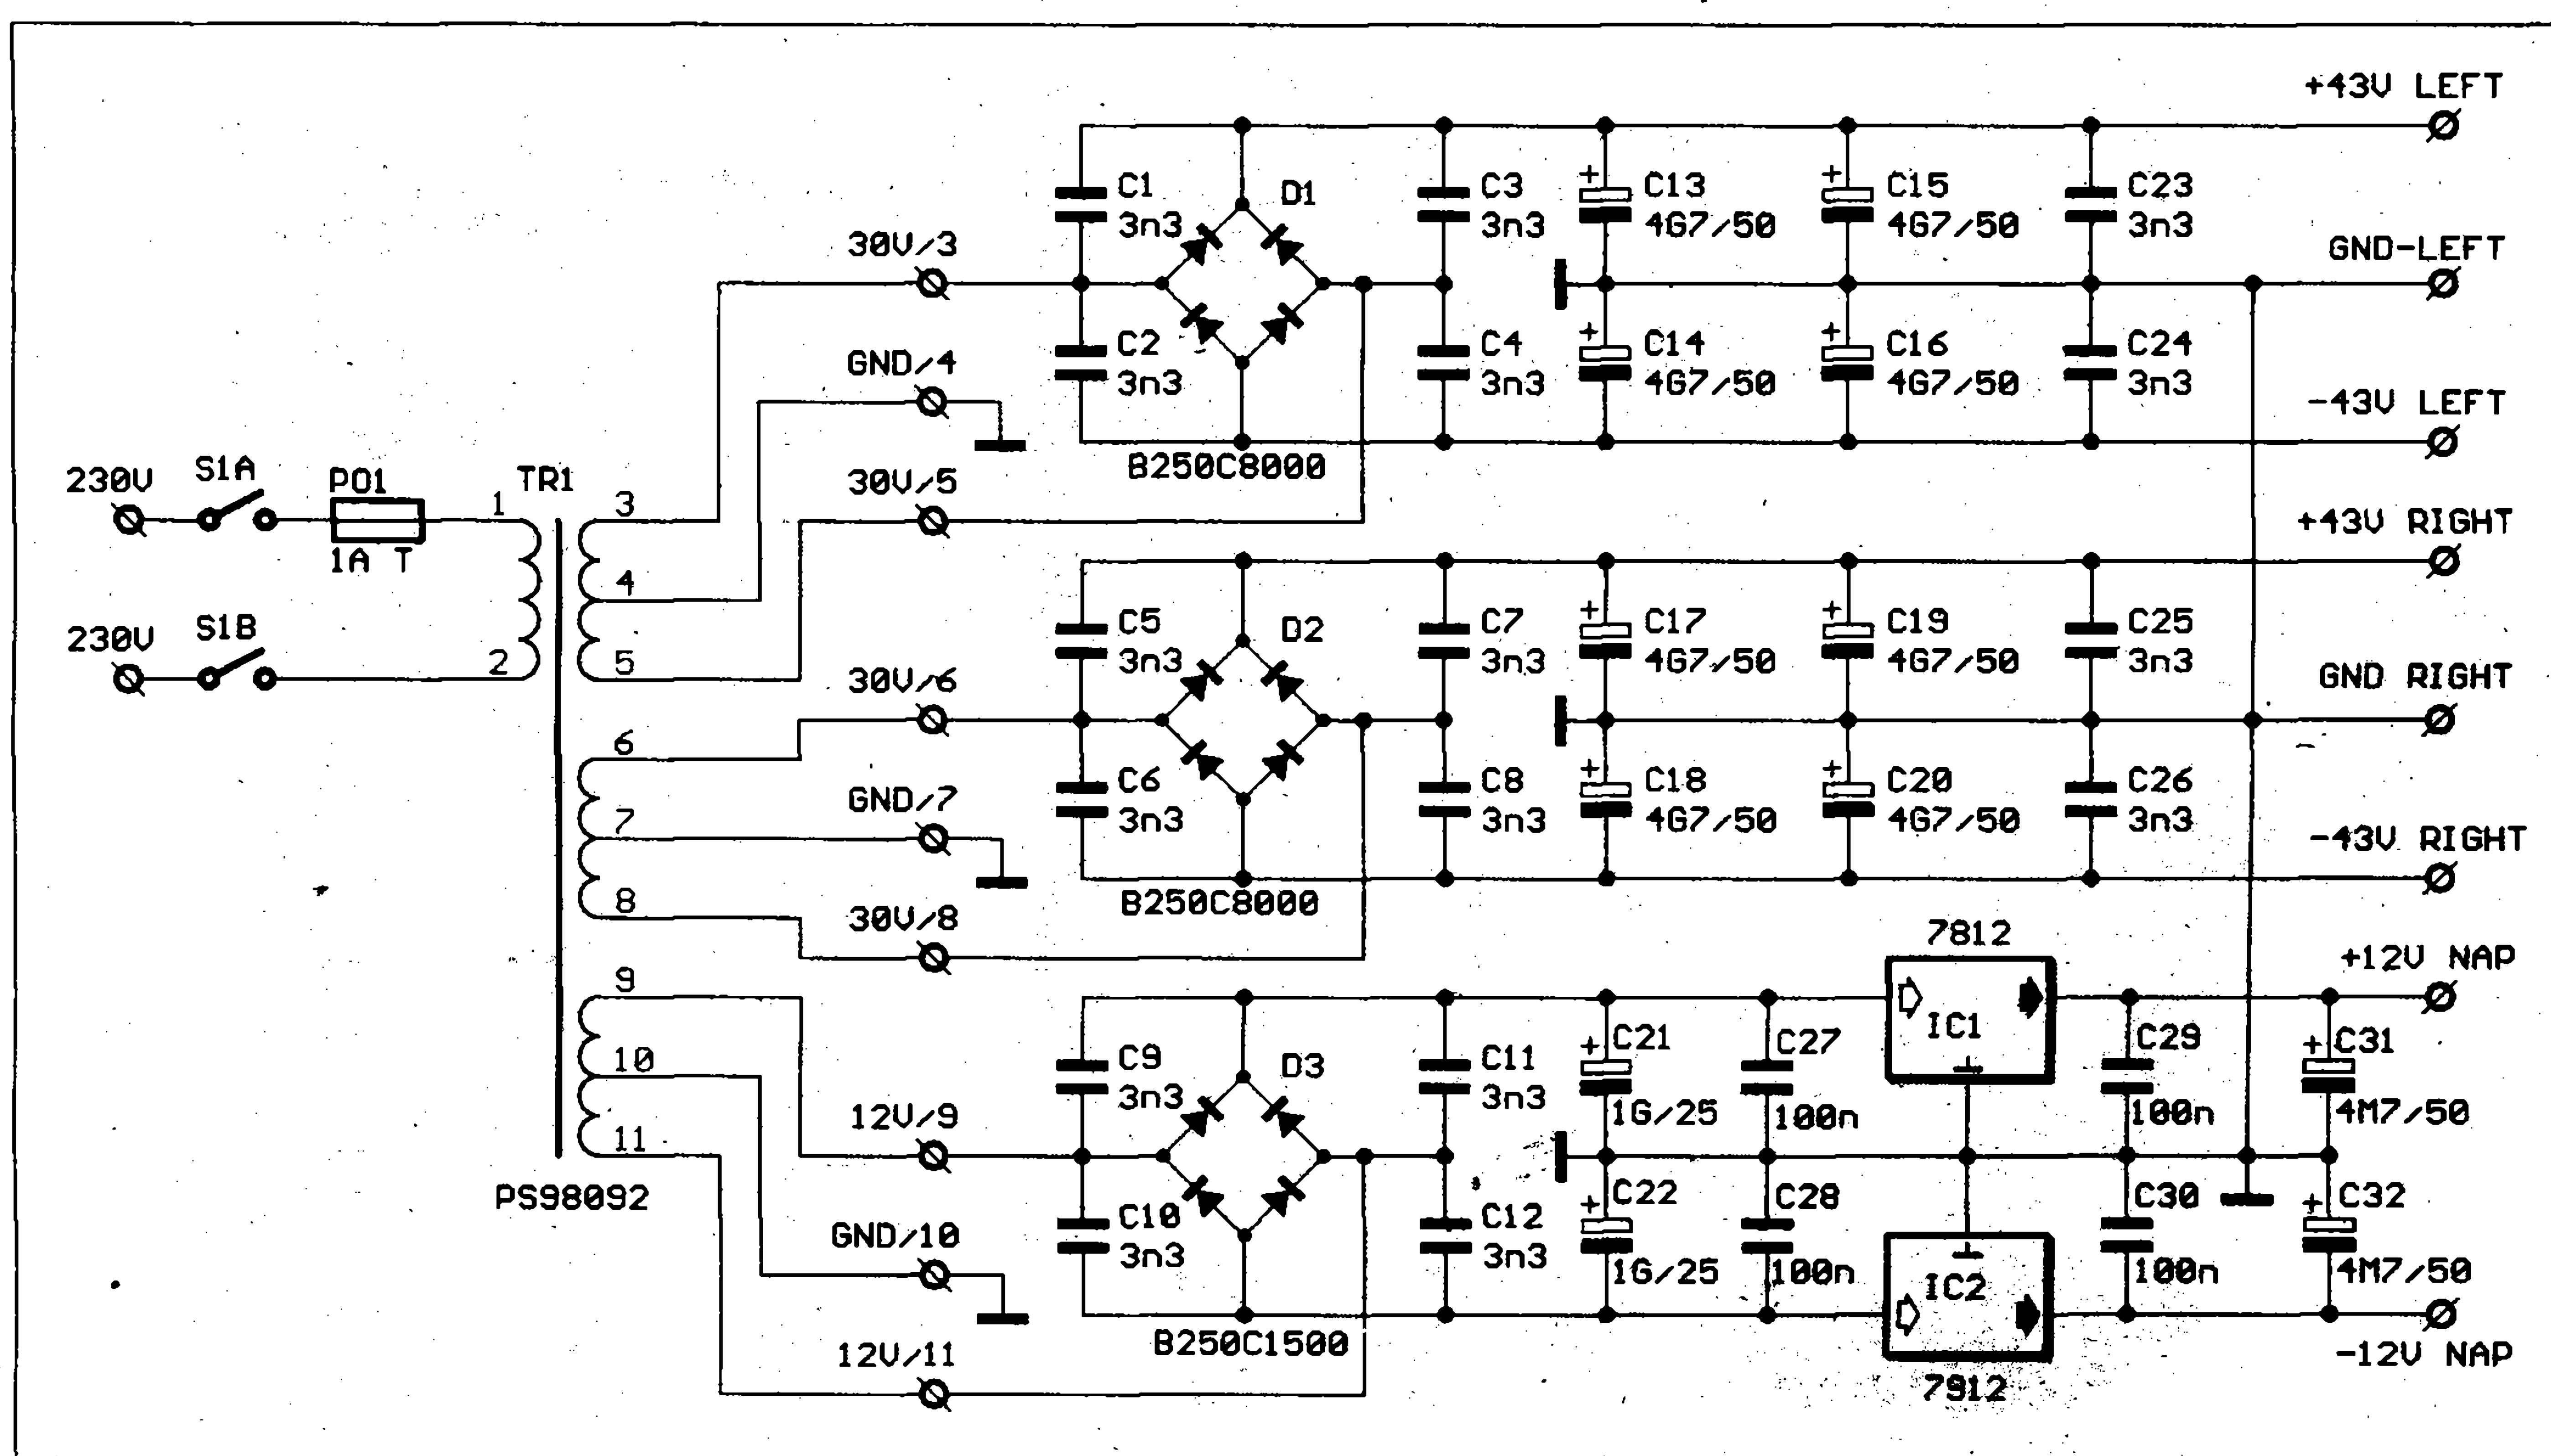 +43V LEFT
C1
3n3
D1
C3
3n3
C13
4G7/50
C15
4G7/50
C23
3n3
30V/3
GND-LEFT
C2
3n3
C4
3n3
C14
4G7/50
C16
4G7/50
C24
3n3
GND/4
-43V LEFT
B250C8000
230V
S1A
PO1
1A T
TR1
1
2
3
4
5
30V/5
+43V RIGHT
230V
S1B
C5
3n3
D2
C7
3n3
C17
4G7/50
C19
4G7/50
C25
3n3
30V/6
GND RIGHT
6
7
8
C6
3n3
C8
3n3
C18
4G7/50
C20
4G7/50
C26
3n3
GND/7
-43V RIGHT
B250C8000
30V/8
7812
+12V NAP
9
10
11
C9
3n3
D3
C11
3n3
C21
1G/25
C27
100n
IC1
C29
100n
C31
4M7/50
12V/9
PS98092
C10
3n3
C12
3n3
C22
1G/25
C28
100n
IC2
C30
100n
C32
4M7/50
GND/10
B250C1500
12V/11
7912
-12V NAP